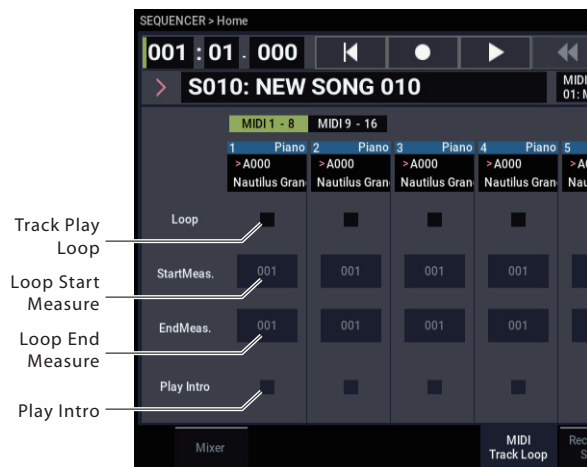 SEQUENCER > Home
001 : 01 . 000
> S010: NEW SONG 010
MIDI
01:
MIDI 1 - 8 MIDI 9 - 16
1 Piano 2 Piano 3 Piano 4 Piano 5
>A000 >A000 >A000 >A000
Nautilus Gran Nautilus Gran Nautilus Gran Nautilus Gran Nau
Track Play
Loop
Loop
Loop Start
Measure
StartMeas. 001 001 001 001
Loop End
Measure
EndMeas. 001 001 001 001
Play Intro
Play Intro
Mixer
MIDI
Track Loop
Rec
S